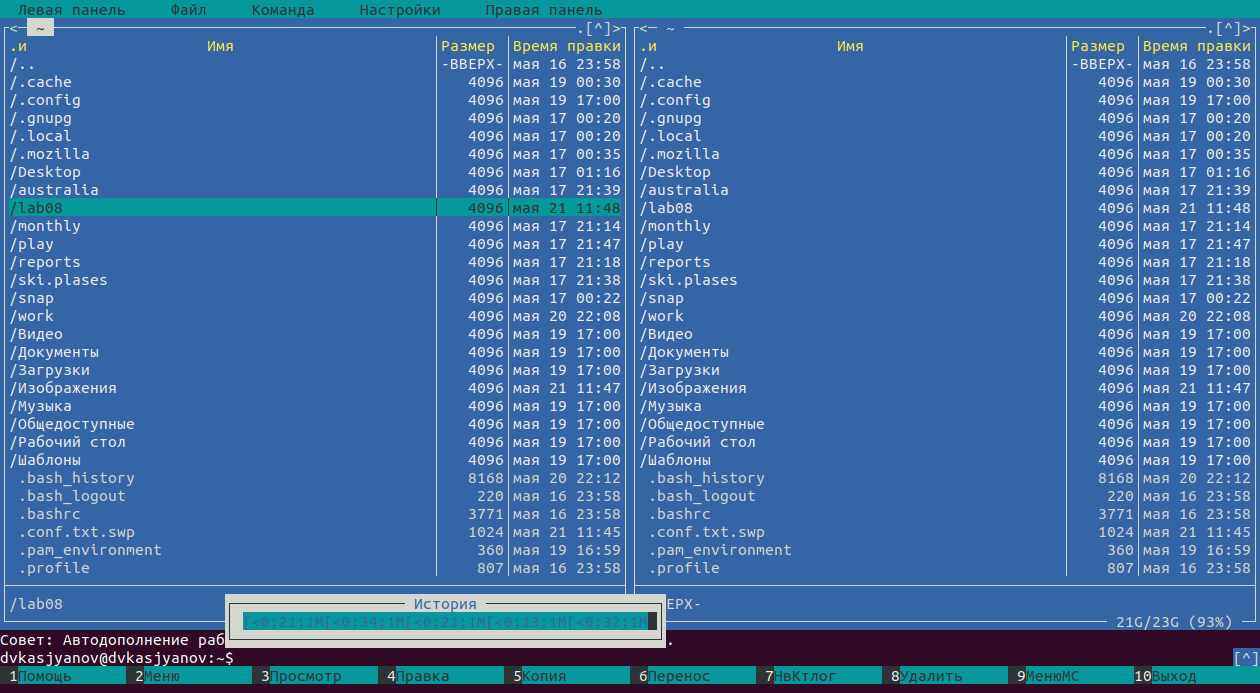 Левая панель Файл Команда Настройки Правая панель
<─ ~ .[^]> <─ ~ .[^]>
.и Имя Размер Время правки .и Имя Размер Время правки
/.. -ВВЕРХ- мая 16 23:58 /.. -ВВЕРХ- мая 16 23:58
/.cache 4096 мая 19 00:30 /.cache 4096 мая 19 00:30
/.config 4096 мая 19 17:00 /.config 4096 мая 19 17:00
/.gnupg 4096 мая 17 00:20 /.gnupg 4096 мая 17 00:20
/.local 4096 мая 17 00:20 /.local 4096 мая 17 00:20
/.mozilla 4096 мая 17 00:35 /.mozilla 4096 мая 17 00:35
/Desktop 4096 мая 17 01:16 /Desktop 4096 мая 17 01:16
/australia 4096 мая 17 21:39 /australia 4096 мая 17 21:39
/lab08 4096 мая 21 11:48 /lab08 4096 мая 21 11:48
/monthly 4096 мая 17 21:14 /monthly 4096 мая 17 21:14
/play 4096 мая 17 21:47 /play 4096 мая 17 21:47
/reports 4096 мая 17 21:18 /reports 4096 мая 17 21:18
/ski.plases 4096 мая 17 21:38 /ski.plases 4096 мая 17 21:38
/snap 4096 мая 17 00:22 /snap 4096 мая 17 00:22
/work 4096 мая 20 22:08 /work 4096 мая 20 22:08
/Видео 4096 мая 19 17:00 /Видео 4096 мая 19 17:00
/Документы 4096 мая 19 17:00 /Документы 4096 мая 19 17:00
/Загрузки 4096 мая 19 17:00 /Загрузки 4096 мая 19 17:00
/Изображения 4096 мая 21 11:47 /Изображения 4096 мая 21 11:47
/Музыка 4096 мая 19 17:00 /Музыка 4096 мая 19 17:00
/Общедоступные 4096 мая 19 17:00 /Общедоступные 4096 мая 19 17:00
/Рабочий стол 4096 мая 19 17:00 /Рабочий стол 4096 мая 19 17:00
/Шаблоны 4096 мая 19 17:00 /Шаблоны 4096 мая 19 17:00
.bash_history 8168 мая 20 22:12 .bash_history 8168 мая 20 22:12
.bash_logout 220 мая 16 23:58 .bash_logout 220 мая 16 23:58
.bashrc 3771 мая 16 23:58 .bashrc 3771 мая 16 23:58
.conf.txt.swp 1024 мая 21 11:45 .conf.txt.swp 1024 мая 21 11:45
.pam_environment 360 мая 19 16:59 .pam_environment 360 мая 19 16:59
.profile 807 мая 16 23:58 .profile 807 мая 16 23:58
/lab08 История ЕРХ-
[<0;21;1M[<0;34;1M[<0;21;1M[<0;13;1M[<0;32;1M 21G/23G (93%)
Совет: Автодополнение раб .
dvkasjyanov@dvkasjyanov:~$ [^]
1Помощь 2Меню 3Просмотр 4Правка 5Копия 6Перенос 7НвКтлог 8Удалить 9МенюМС 10Выход